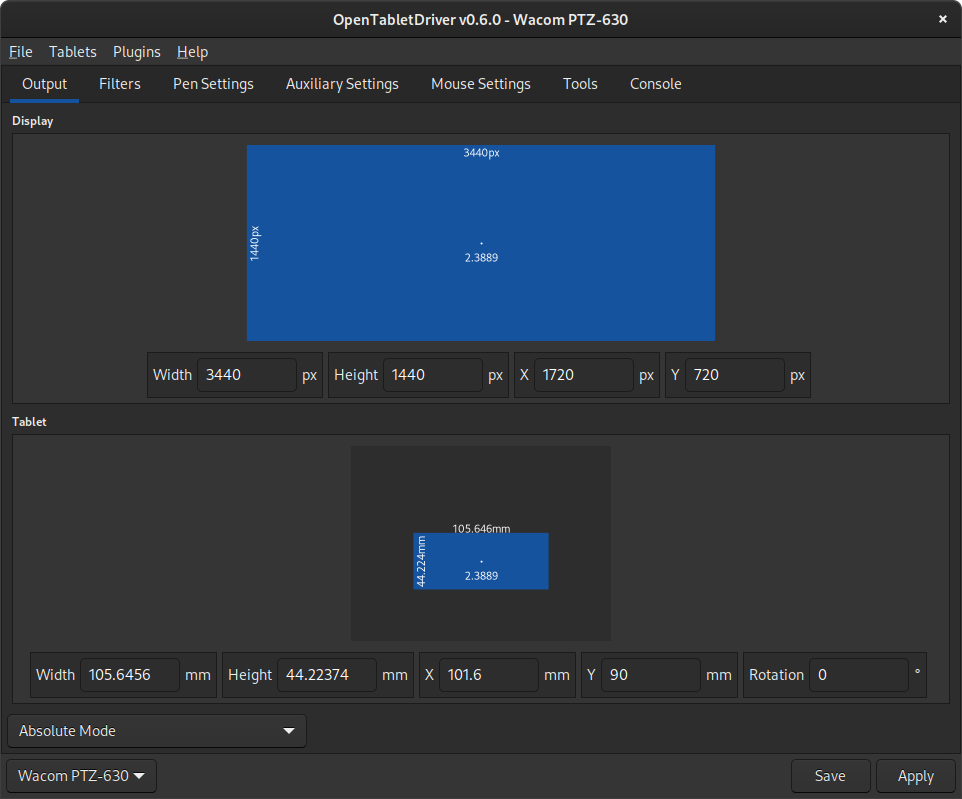 OpenTabletDriver v0.6.0 - Wacom PTZ-630 ×
File Tablets Plugins Help
Output Filters Pen Settings Auxiliary Settings Mouse Settings Tools Console
Display
3440px
1440px
2.3889
Width 3440 px Height 1440 px X 1720 px Y 720 px
Tablet
105.646mm
44.224mm
2.3889
Width 105.6456 mm Height 44.22374 mm X 101.6 mm Y 90 mm Rotation 0 °
Absolute Mode
Wacom PTZ-630 Save Apply